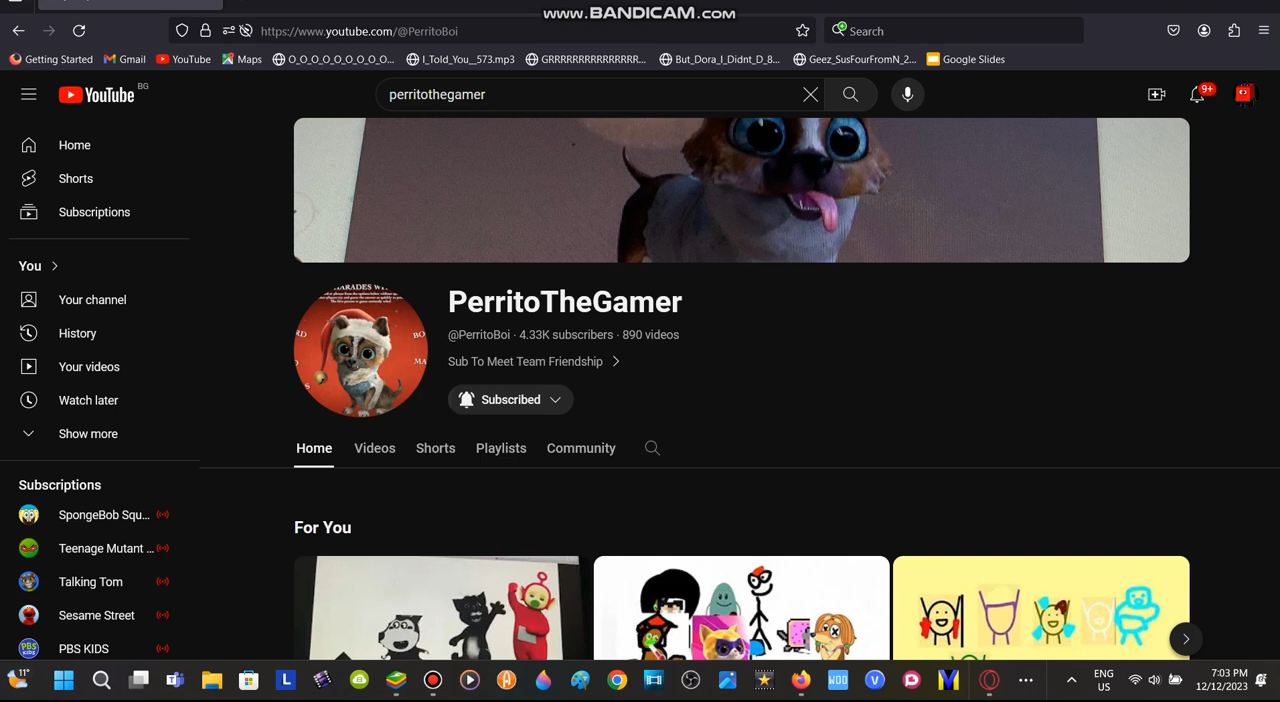 www.BANDICAM.com
https://www.youtube.com/@PerritoBoi
Search
Getting Started
Gmail
YouTube
Maps
O_O_O_O_O_O_O_O...
I_Told_You__573.mp3
GRRRRRRRRRRRRRR...
But_Dora_I_Didnt_D_8...
Geez_SusFourFromN_2...
Google Slides
YouTube BG
perritothegamer
9+
Home
Shorts
Subscriptions
You
Your channel
History
Your videos
Watch later
Show more
Subscriptions
SpongeBob Squ...
Teenage Mutant ...
Talking Tom
Sesame Street
PBS KIDS
PerritoTheGamer
@PerritoBoi · 4.33K subscribers · 890 videos
Sub To Meet Team Friendship
Subscribed
Home
Videos
Shorts
Playlists
Community
For You
11°
ENG
US
7:03 PM
12/12/2023